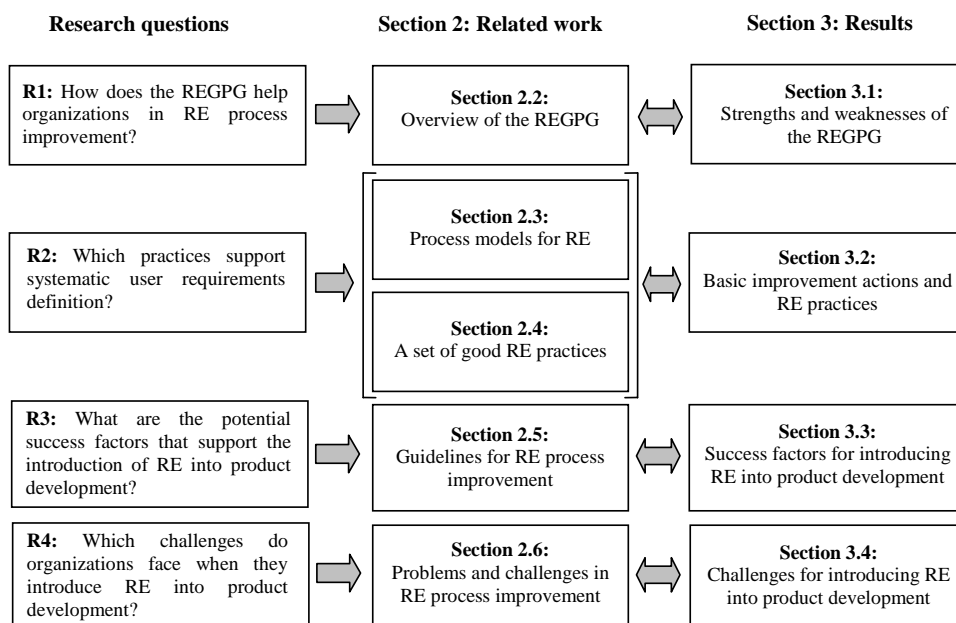 Research questions
Section 2: Related work
Section 3: Results
R1: How does the REGPG help
organizations in RE process
improvement?
Section 2.2:
Overview of the REGPG
Section 3.1:
Strengths and weaknesses of
the REGPG
R2: Which practices support
systematic user requirements
definition?
Section 2.3:
Process models for RE
Section 2.4:
A set of good RE practices
Section 3.2:
Basic improvement actions and
RE practices
R3: What are the potential
success factors that support the
introduction of RE into product
development?
Section 2.5:
Guidelines for RE process
improvement
Section 3.3:
Success factors for introducing
RE into product development
R4: Which challenges do
organizations face when they
introduce RE into product
development?
Section 2.6:
Problems and challenges in
RE process improvement
Section 3.4:
Challenges for introducing RE
into product development